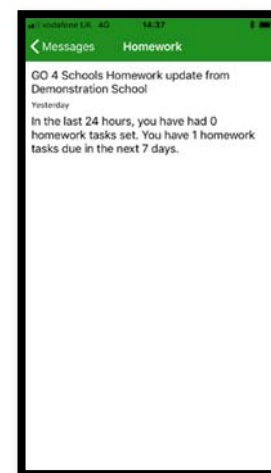 vodafone UK 4G 14:37
Messages Homework
GO 4 Schools Homework update from
Demonstration School
Yesterday
In the last 24 hours, you have had 0
homework tasks set. You have 1 homework
tasks due in the next 7 days.